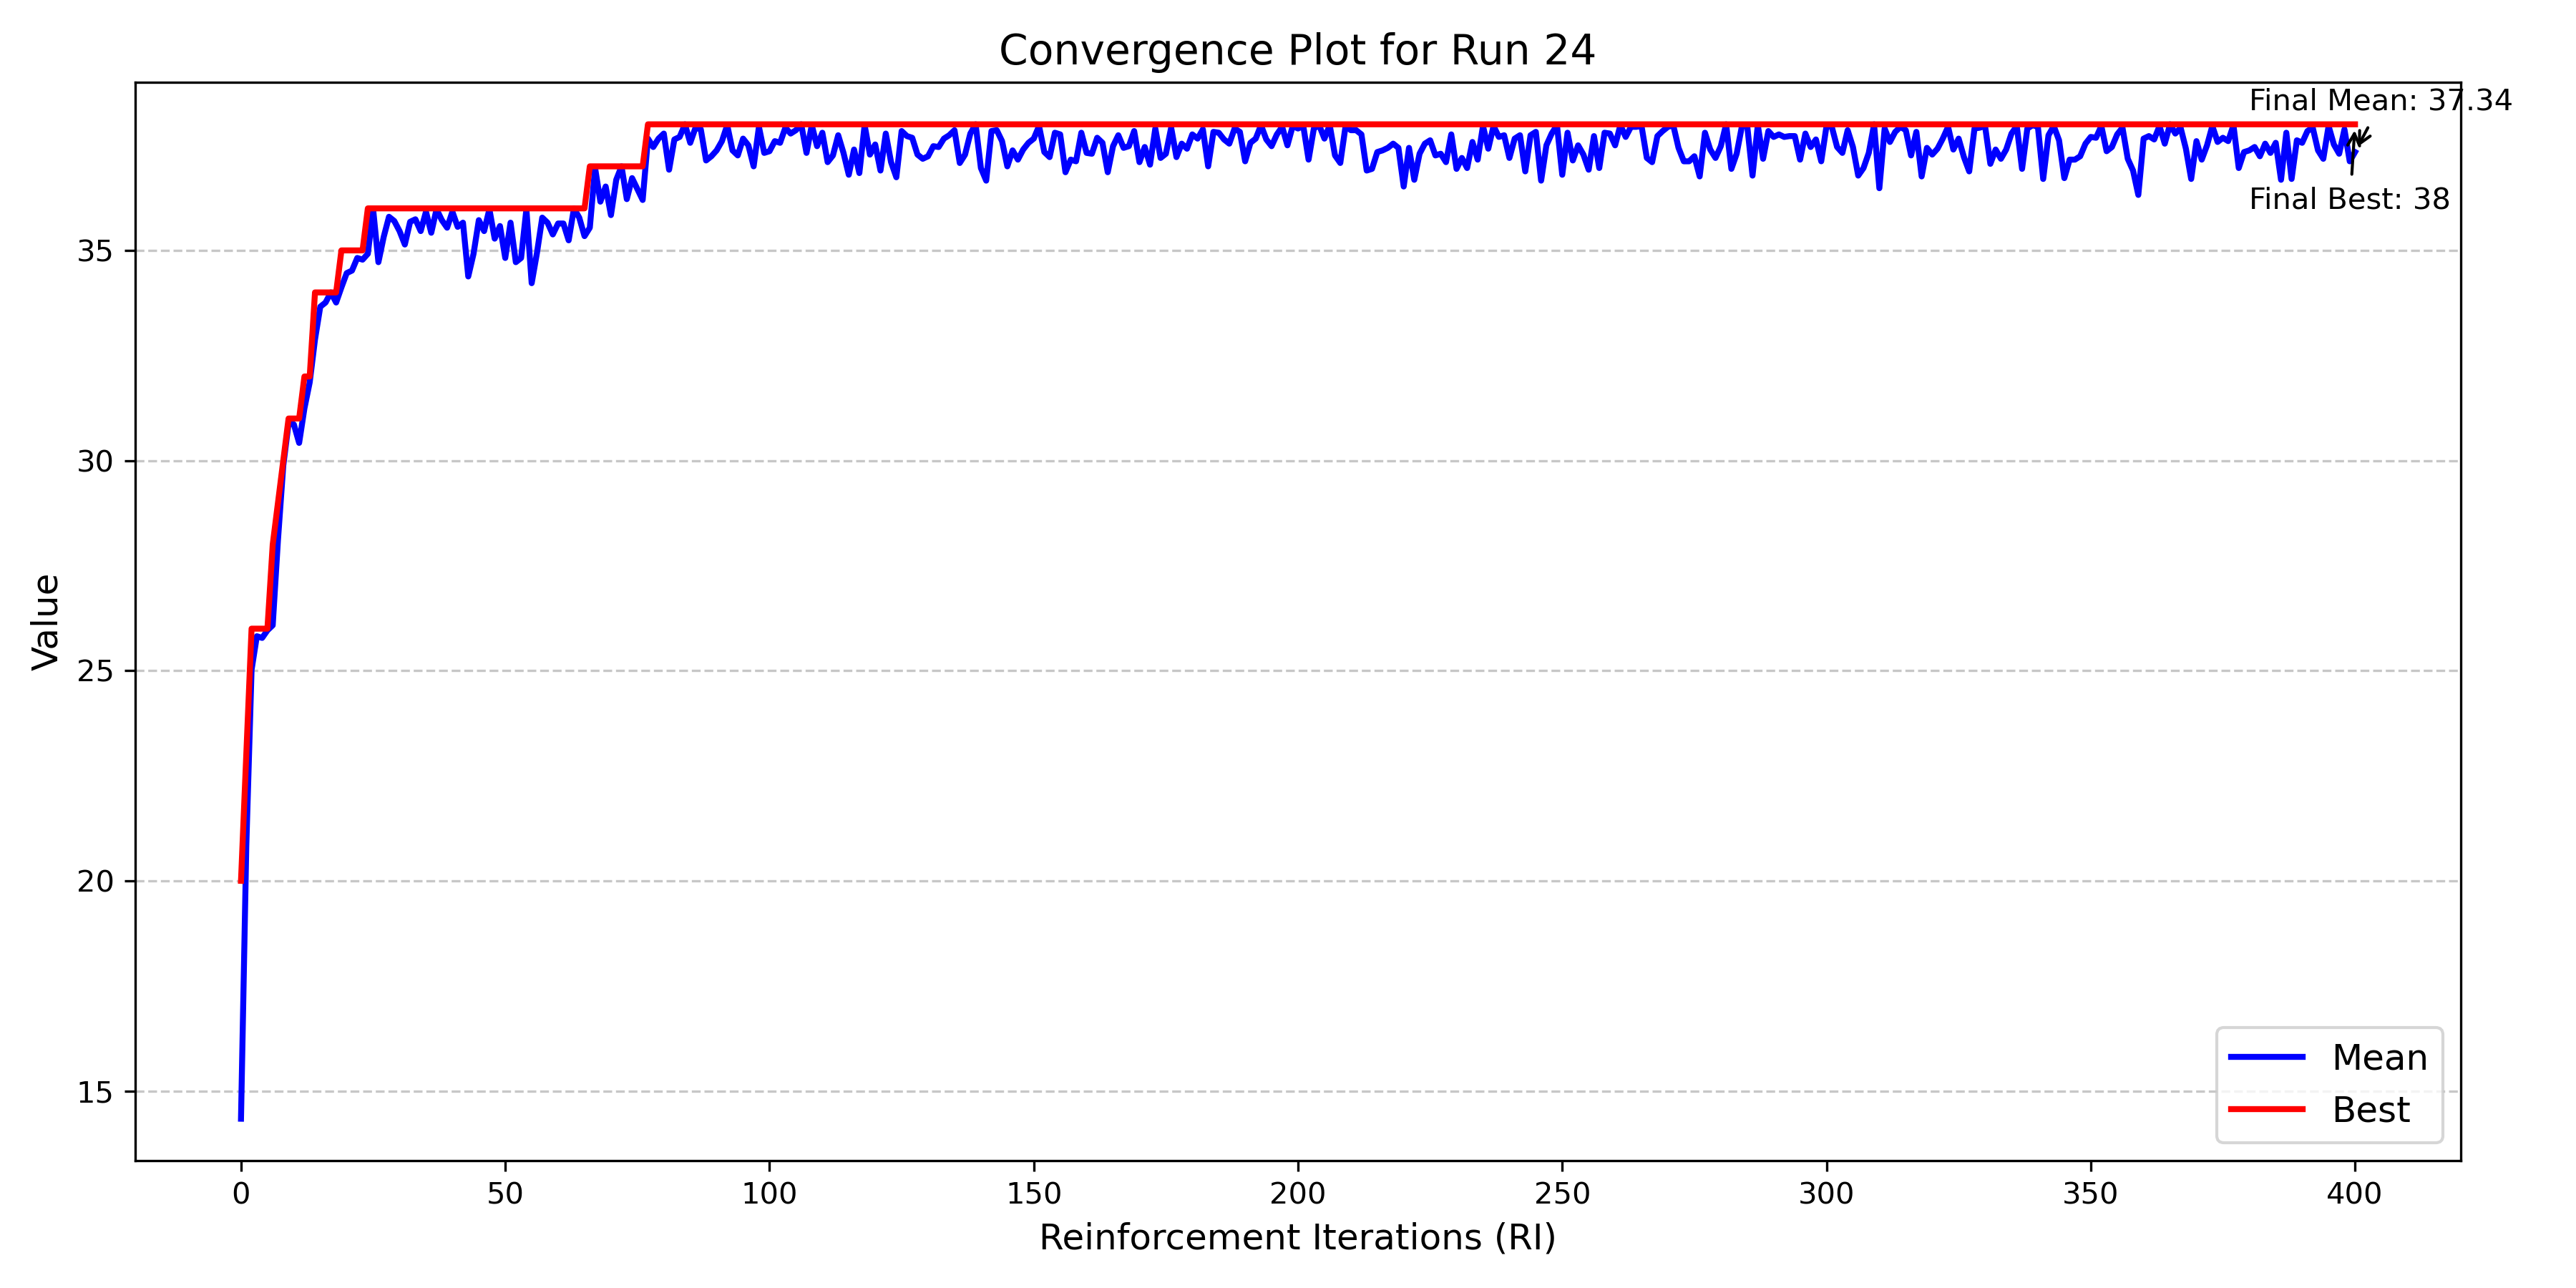 Convergence Plot for Run 24
Final Mean: 37.34
Final Best: 38
Value
35
30
25
20
15
Mean
Best
0 50 100 150 200 250 300 350 400
Reinforcement Iterations (RI)